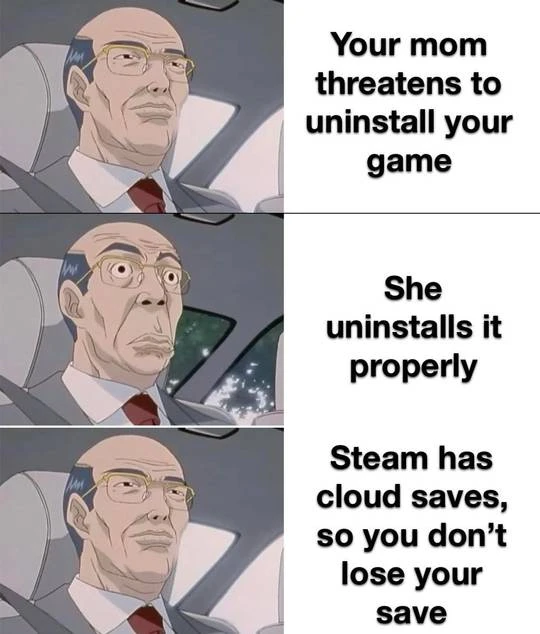 Your mom
threatens to
uninstall your
game
She
uninstalls it
properly
Steam has
cloud saves,
so you don’t
lose your
save